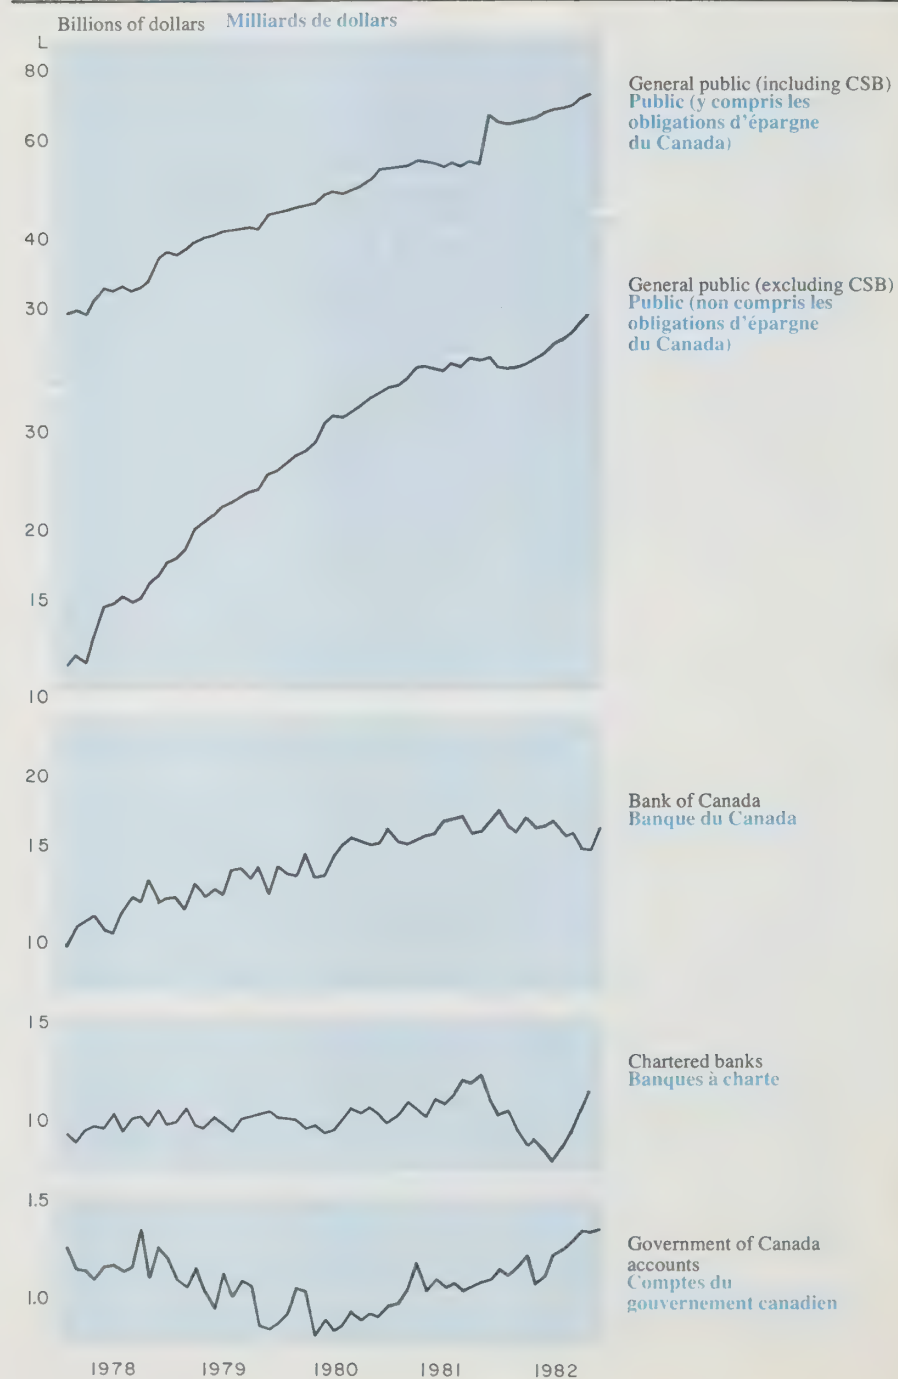 Billions of dollars Milliards de dollars
L
80
60
40
30
General public (including CSB)
Public (y compris les
obligations d'épargne
du Canada)
General public (excluding CSB)
Public (non compris les
obligations d'épargne
du Canada)
30
20
15
10
20
15
10
Bank of Canada
Banque du Canada
15
10
Chartered banks
Banques à charte
1.5
1.0
Government of Canada
accounts
Comptes du
gouvernement canadien
1978 1979 1980 1981 1982